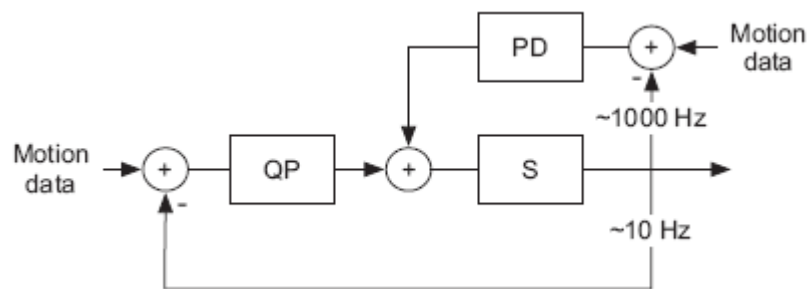 PD
+
Motion
data
-
~1000 Hz
Motion
data
+
QP
+
S
-
~10 Hz